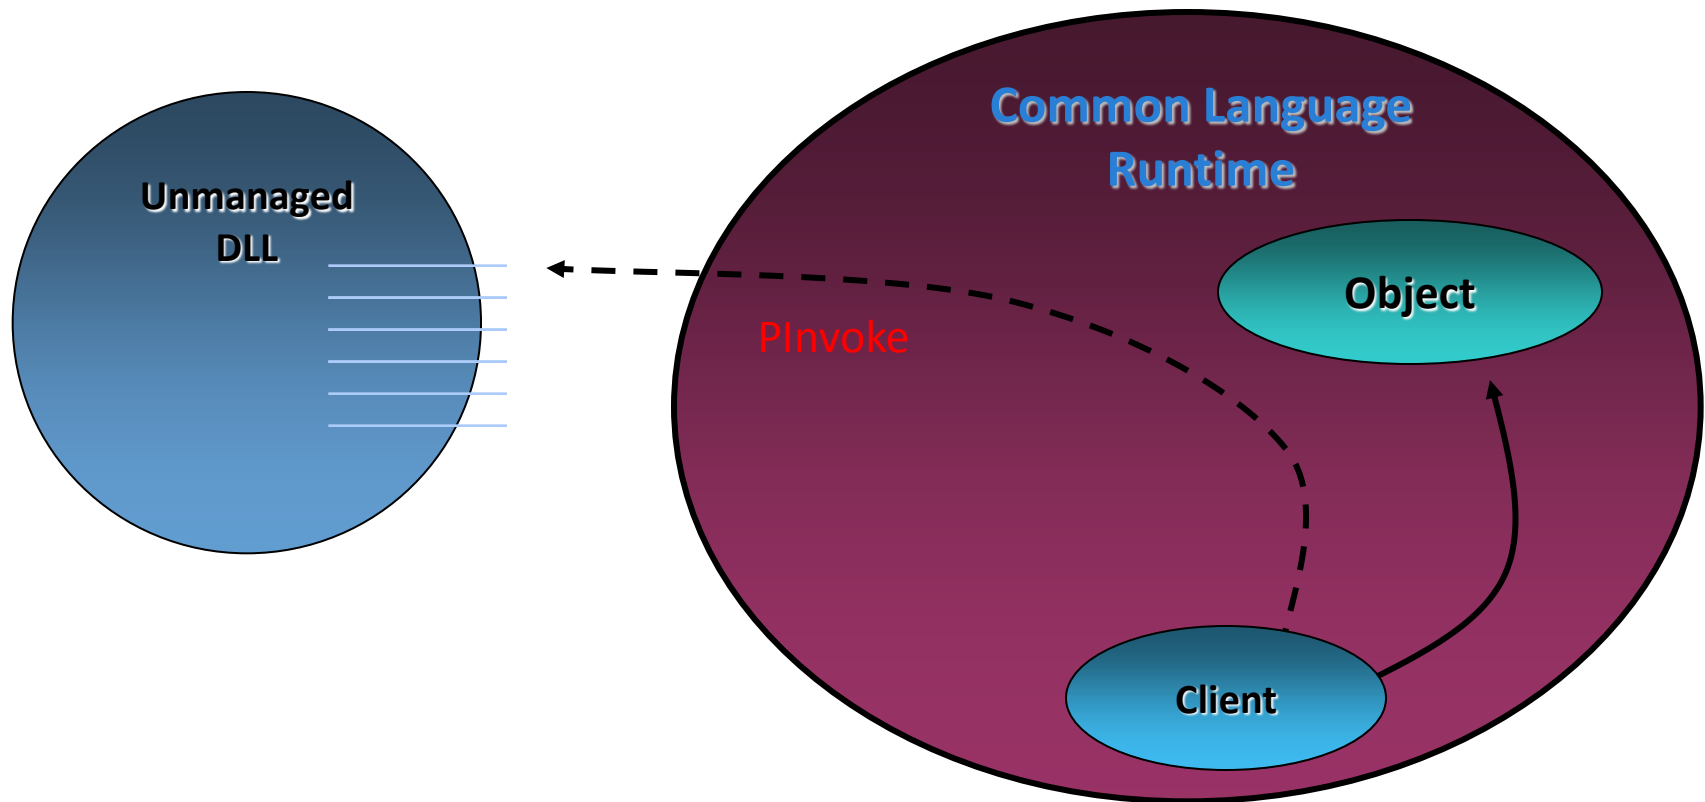 Common Language
Runtime
Unmanaged
DLL
Object
PInvoke
Client